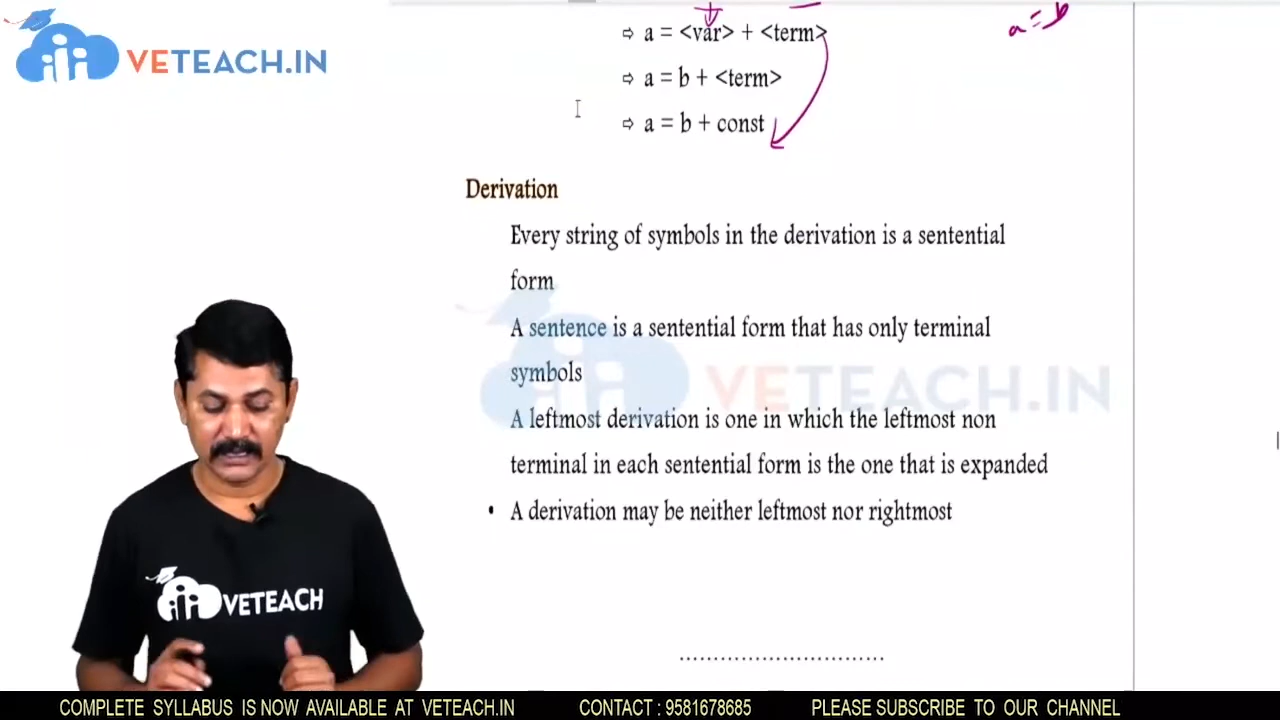 VETEACH.IN
⇨ a = <var> + <term>
a = b
⇨ a = b + <term>
⇨ a = b + const
Derivation
Every string of symbols in the derivation is a sentential
form
A sentence is a sentential form that has only terminal
symbols
VETEACH.IN
A leftmost derivation is one in which the leftmost non
terminal in each sentential form is the one that is expanded
• A derivation may be neither leftmost nor rightmost
VETEACH
................................
COMPLETE SYLLABUS IS NOW AVAILABLE AT VETEACH.IN CONTACT : 9581678685 PLEASE SUBSCRIBE TO OUR CHANNEL